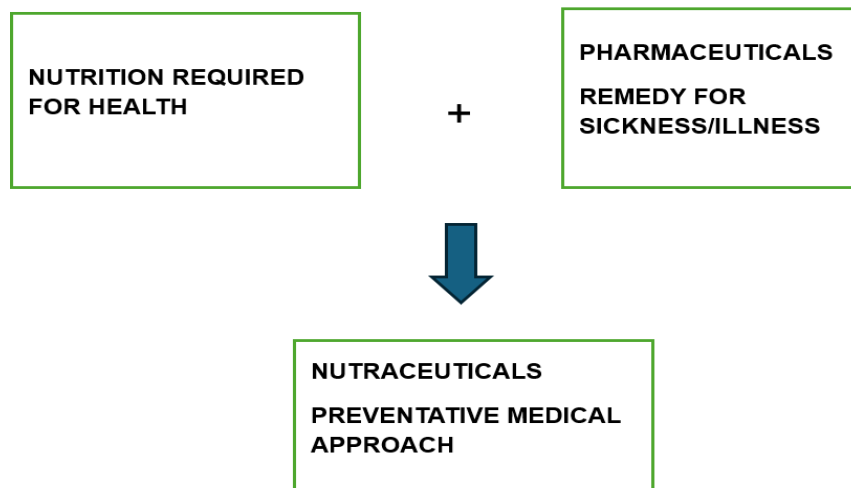 NUTRITION REQUIRED
FOR HEALTH
+
PHARMACEUTICALS
REMEDY FOR
SICKNESS/ILLNESS
NUTRACEUTICALS
PREVENTATIVE MEDICAL
APPROACH